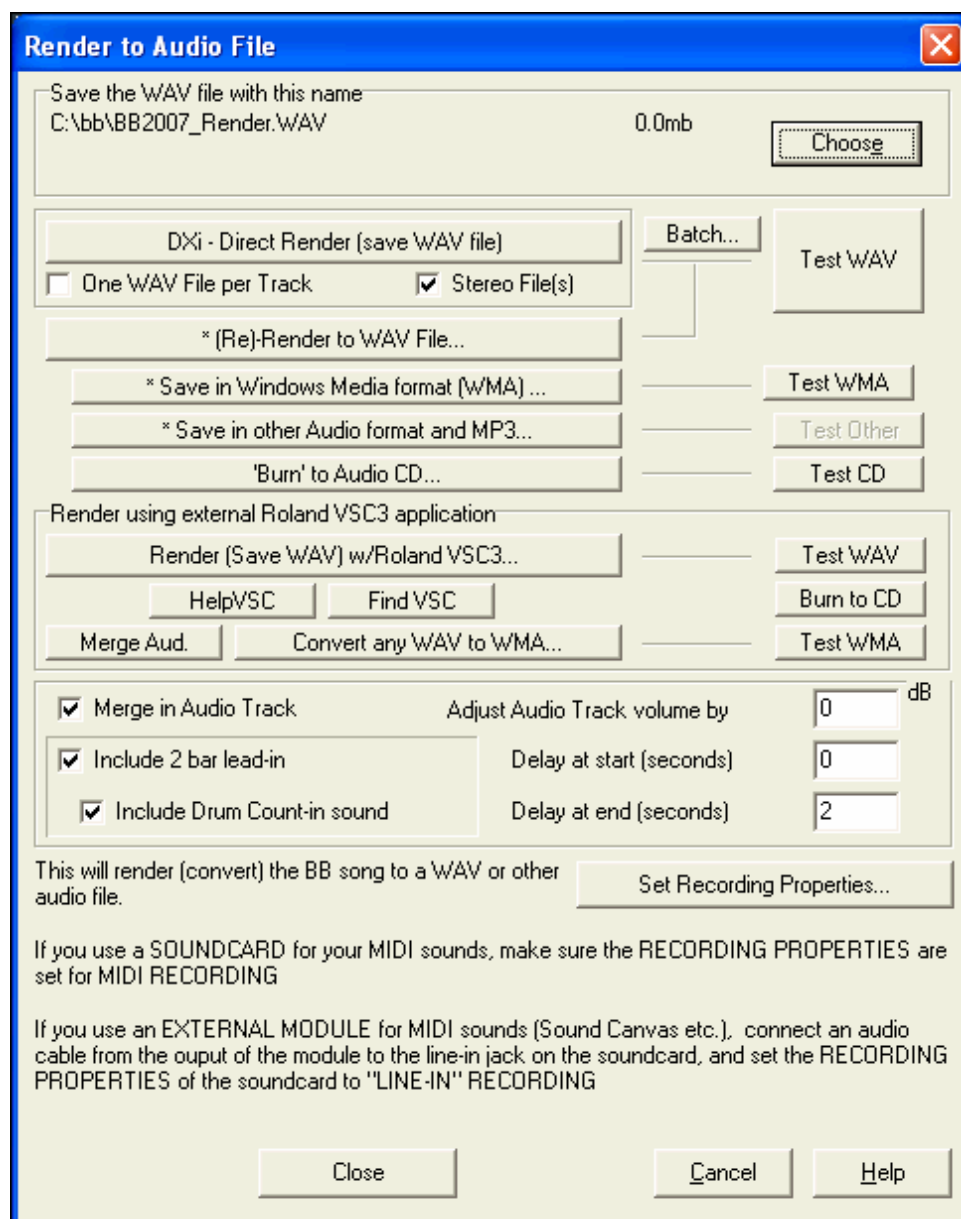 Render to Audio File
Save the WAV file with this name
C:\bb\BB2007_Render.WAV 0.0mb
Choose
DXi - Direct Render (save WAV file)
Batch...
Test WAV
One WAV File per Track Stereo File(s)
* (Re)-Render to WAV File...
* Save in Windows Media format (WMA) ... Test WMA
* Save in other Audio format and MP3... Test Other
'Burn' to Audio CD... Test CD
Render using external Roland VSC3 application
Render (Save WAV) w/Roland VSC3... Test WAV
HelpVSC Find VSC Burn to CD
Merge Aud. Convert any WAV to WMA... Test WMA
Merge in Audio Track Adjust Audio Track volume by 0 dB
Include 2 bar lead-in Delay at start (seconds) 0
Include Drum Count-in sound Delay at end (seconds) 2
This will render (convert) the BB song to a WAV or other
audio file.
Set Recording Properties...
If you use a SOUNDCARD for your MIDI sounds, make sure the RECORDING PROPERTIES are
set for MIDI RECORDING
If you use an EXTERNAL MODULE for MIDI sounds (Sound Canvas etc.), connect an audio
cable from the ouput of the module to the line-in jack on the soundcard, and set the RECORDING
PROPERTIES of the soundcard to "LINE-IN" RECORDING
Close Cancel Help